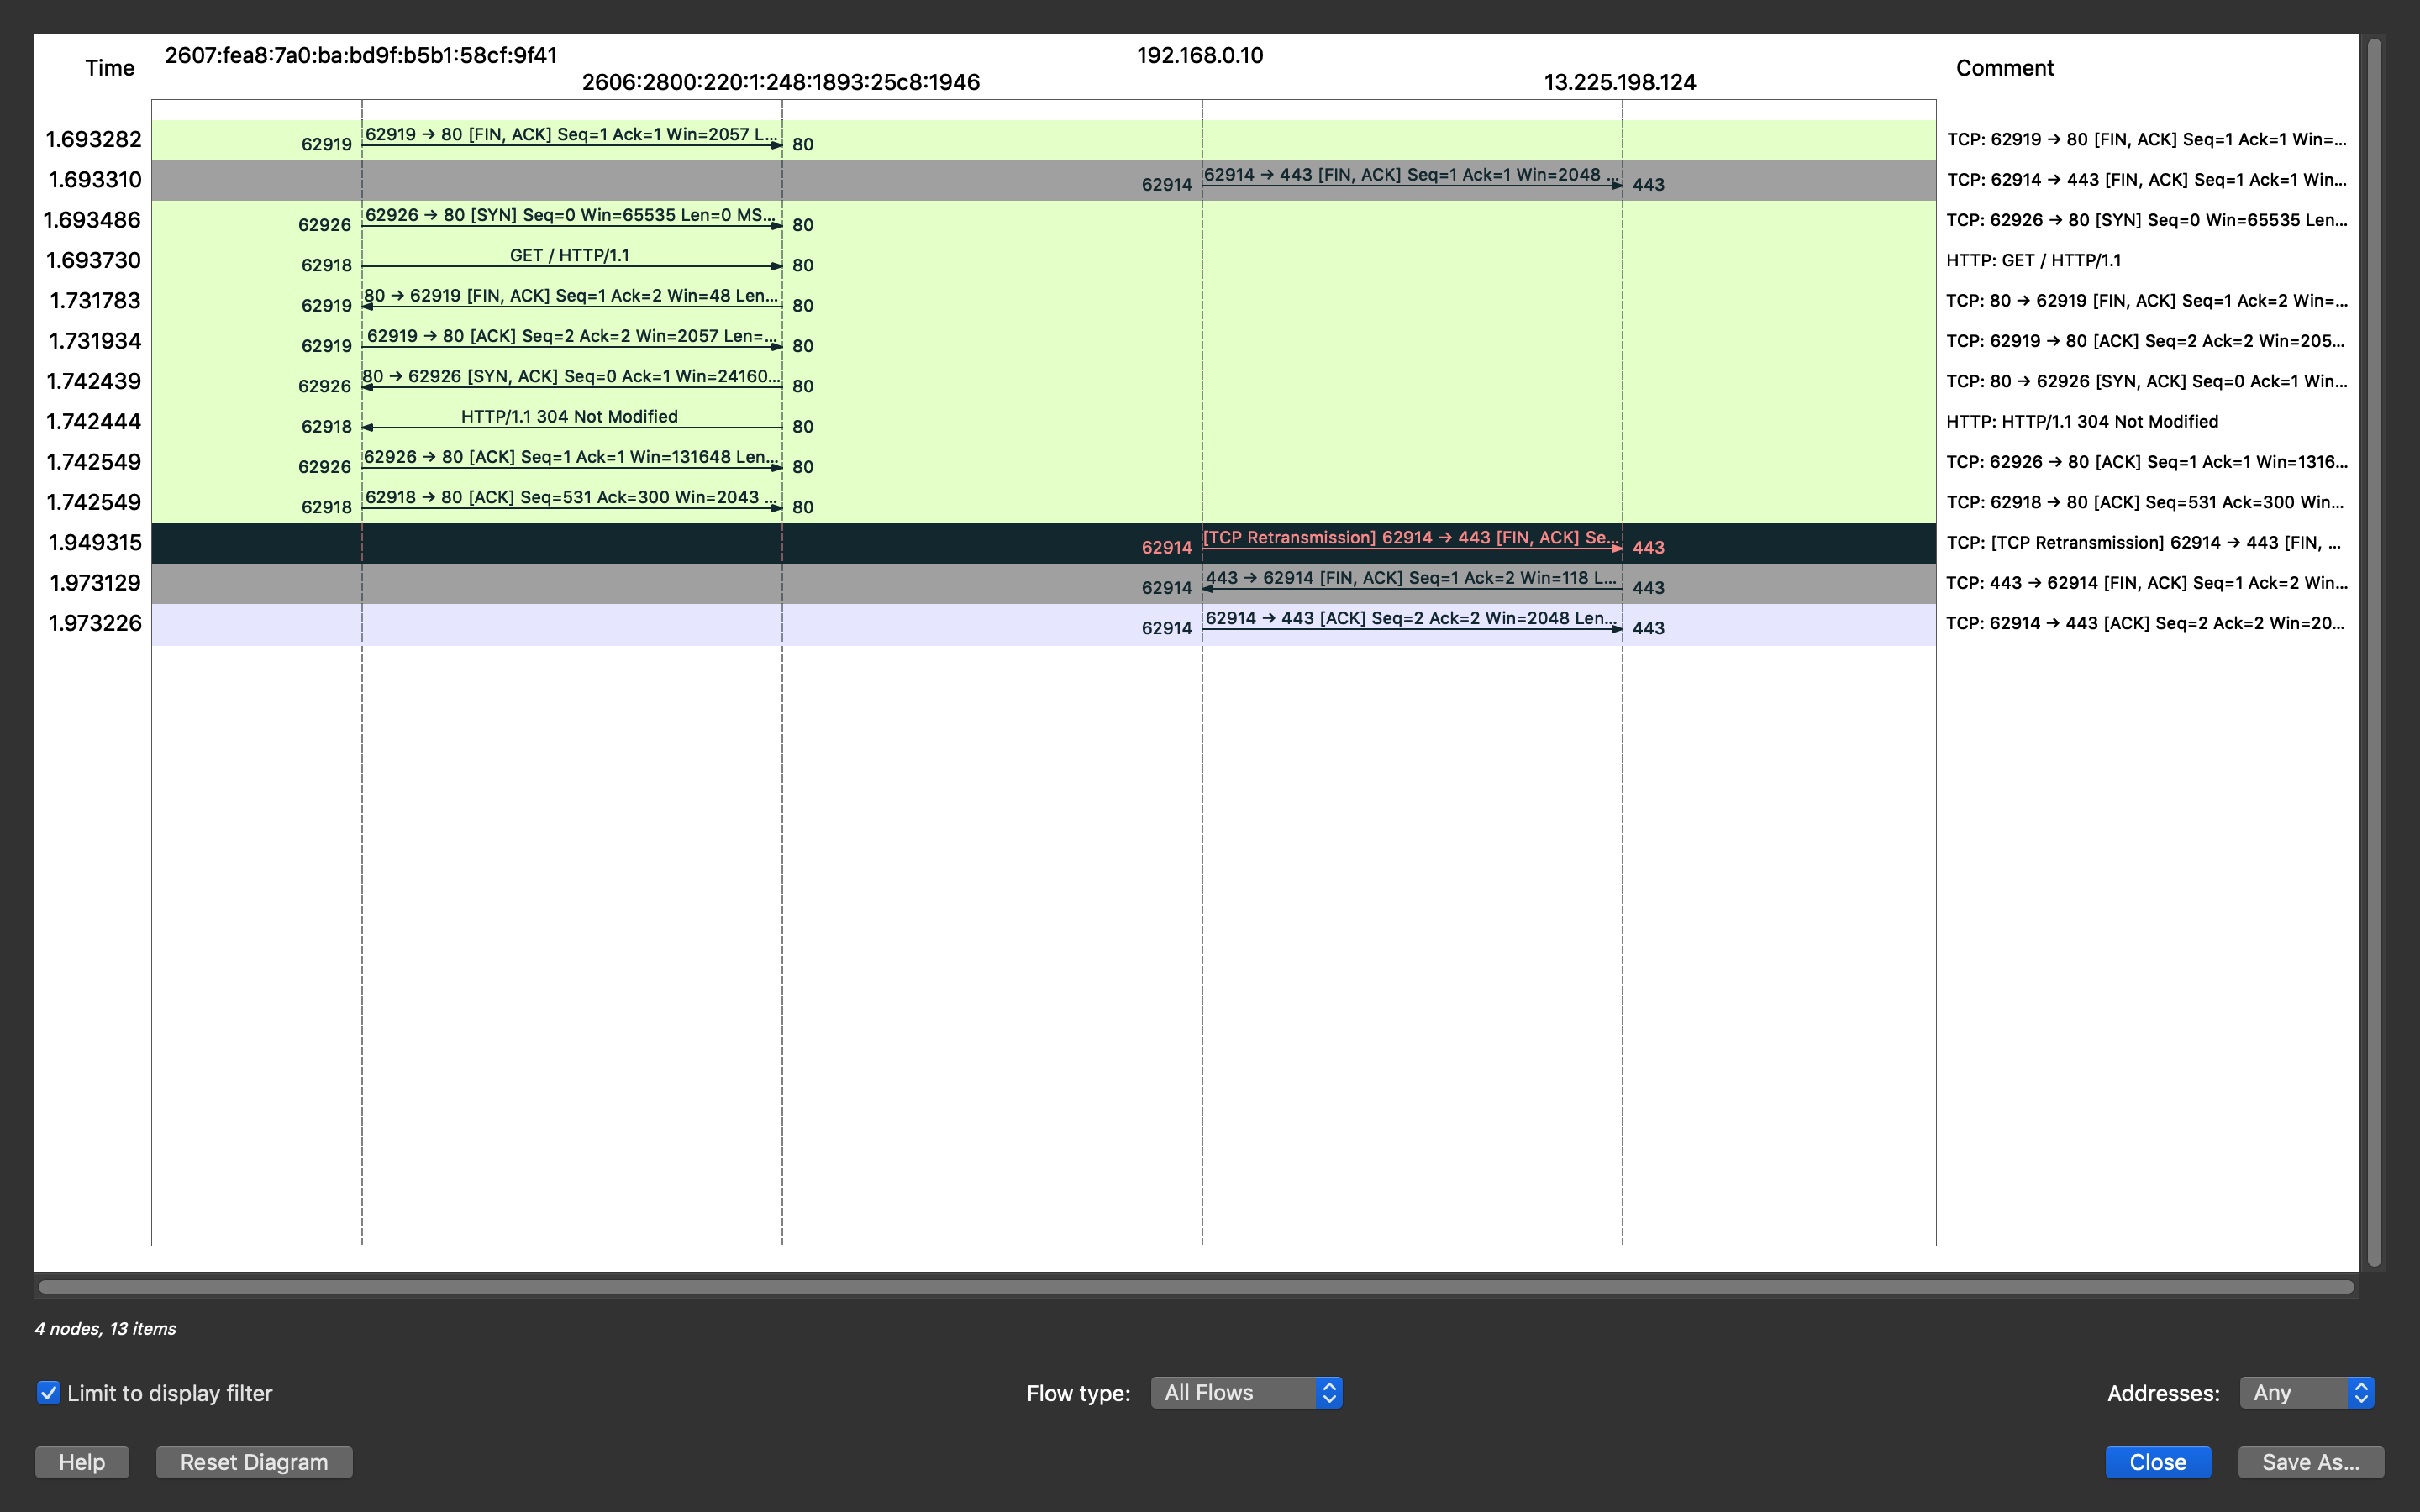 Time 2607:fea8:7a0:ba:bd9f:b5b1:58cf:9f41 192.168.0.10 Comment
2606:2800:220:1:248:1893:25c8:1946 13.225.198.124
1.693282 62919 62919 → 80 [FIN, ACK] Seq=1 Ack=1 Win=2057 L... 80 TCP: 62919 → 80 [FIN, ACK] Seq=1 Ack=1 Win=...
1.693310 62914 62914 → 443 [FIN, ACK] Seq=1 Ack=1 Win=2048 ... 443 TCP: 62914 → 443 [FIN, ACK] Seq=1 Ack=1 Win...
1.693486 62926 62926 → 80 [SYN] Seq=0 Win=65535 Len=0 MS... 80 TCP: 62926 → 80 [SYN] Seq=0 Win=65535 Len...
1.693730 62918 GET / HTTP/1.1 80 HTTP: GET / HTTP/1.1
1.731783 62919 80 → 62919 [FIN, ACK] Seq=1 Ack=2 Win=48 Len... 80 TCP: 80 → 62919 [FIN, ACK] Seq=1 Ack=2 Win=...
1.731934 62919 62919 → 80 [ACK] Seq=2 Ack=2 Win=2057 Len=... 80 TCP: 62919 → 80 [ACK] Seq=2 Ack=2 Win=205...
1.742439 62926 80 → 62926 [SYN, ACK] Seq=0 Ack=1 Win=24160... 80 TCP: 80 → 62926 [SYN, ACK] Seq=0 Ack=1 Win...
1.742444 62918 HTTP/1.1 304 Not Modified 80 HTTP: HTTP/1.1 304 Not Modified
1.742549 62926 62926 → 80 [ACK] Seq=1 Ack=1 Win=131648 Len... 80 TCP: 62926 → 80 [ACK] Seq=1 Ack=1 Win=1316...
1.742549 62918 62918 → 80 [ACK] Seq=531 Ack=300 Win=2043 ... 80 TCP: 62918 → 80 [ACK] Seq=531 Ack=300 Win...
1.949315 62914 [TCP Retransmission] 62914 → 443 [FIN, ACK] Se... 443 TCP: [TCP Retransmission] 62914 → 443 [FIN, ...
1.973129 62914 443 → 62914 [FIN, ACK] Seq=1 Ack=2 Win=118 L... 443 TCP: 443 → 62914 [FIN, ACK] Seq=1 Ack=2 Win...
1.973226 62914 62914 → 443 [ACK] Seq=2 Ack=2 Win=2048 Len... 443 TCP: 62914 → 443 [ACK] Seq=2 Ack=2 Win=20...
4 nodes, 13 items
Limit to display filter Flow type: All Flows Addresses: Any
Help Reset Diagram Close Save As...